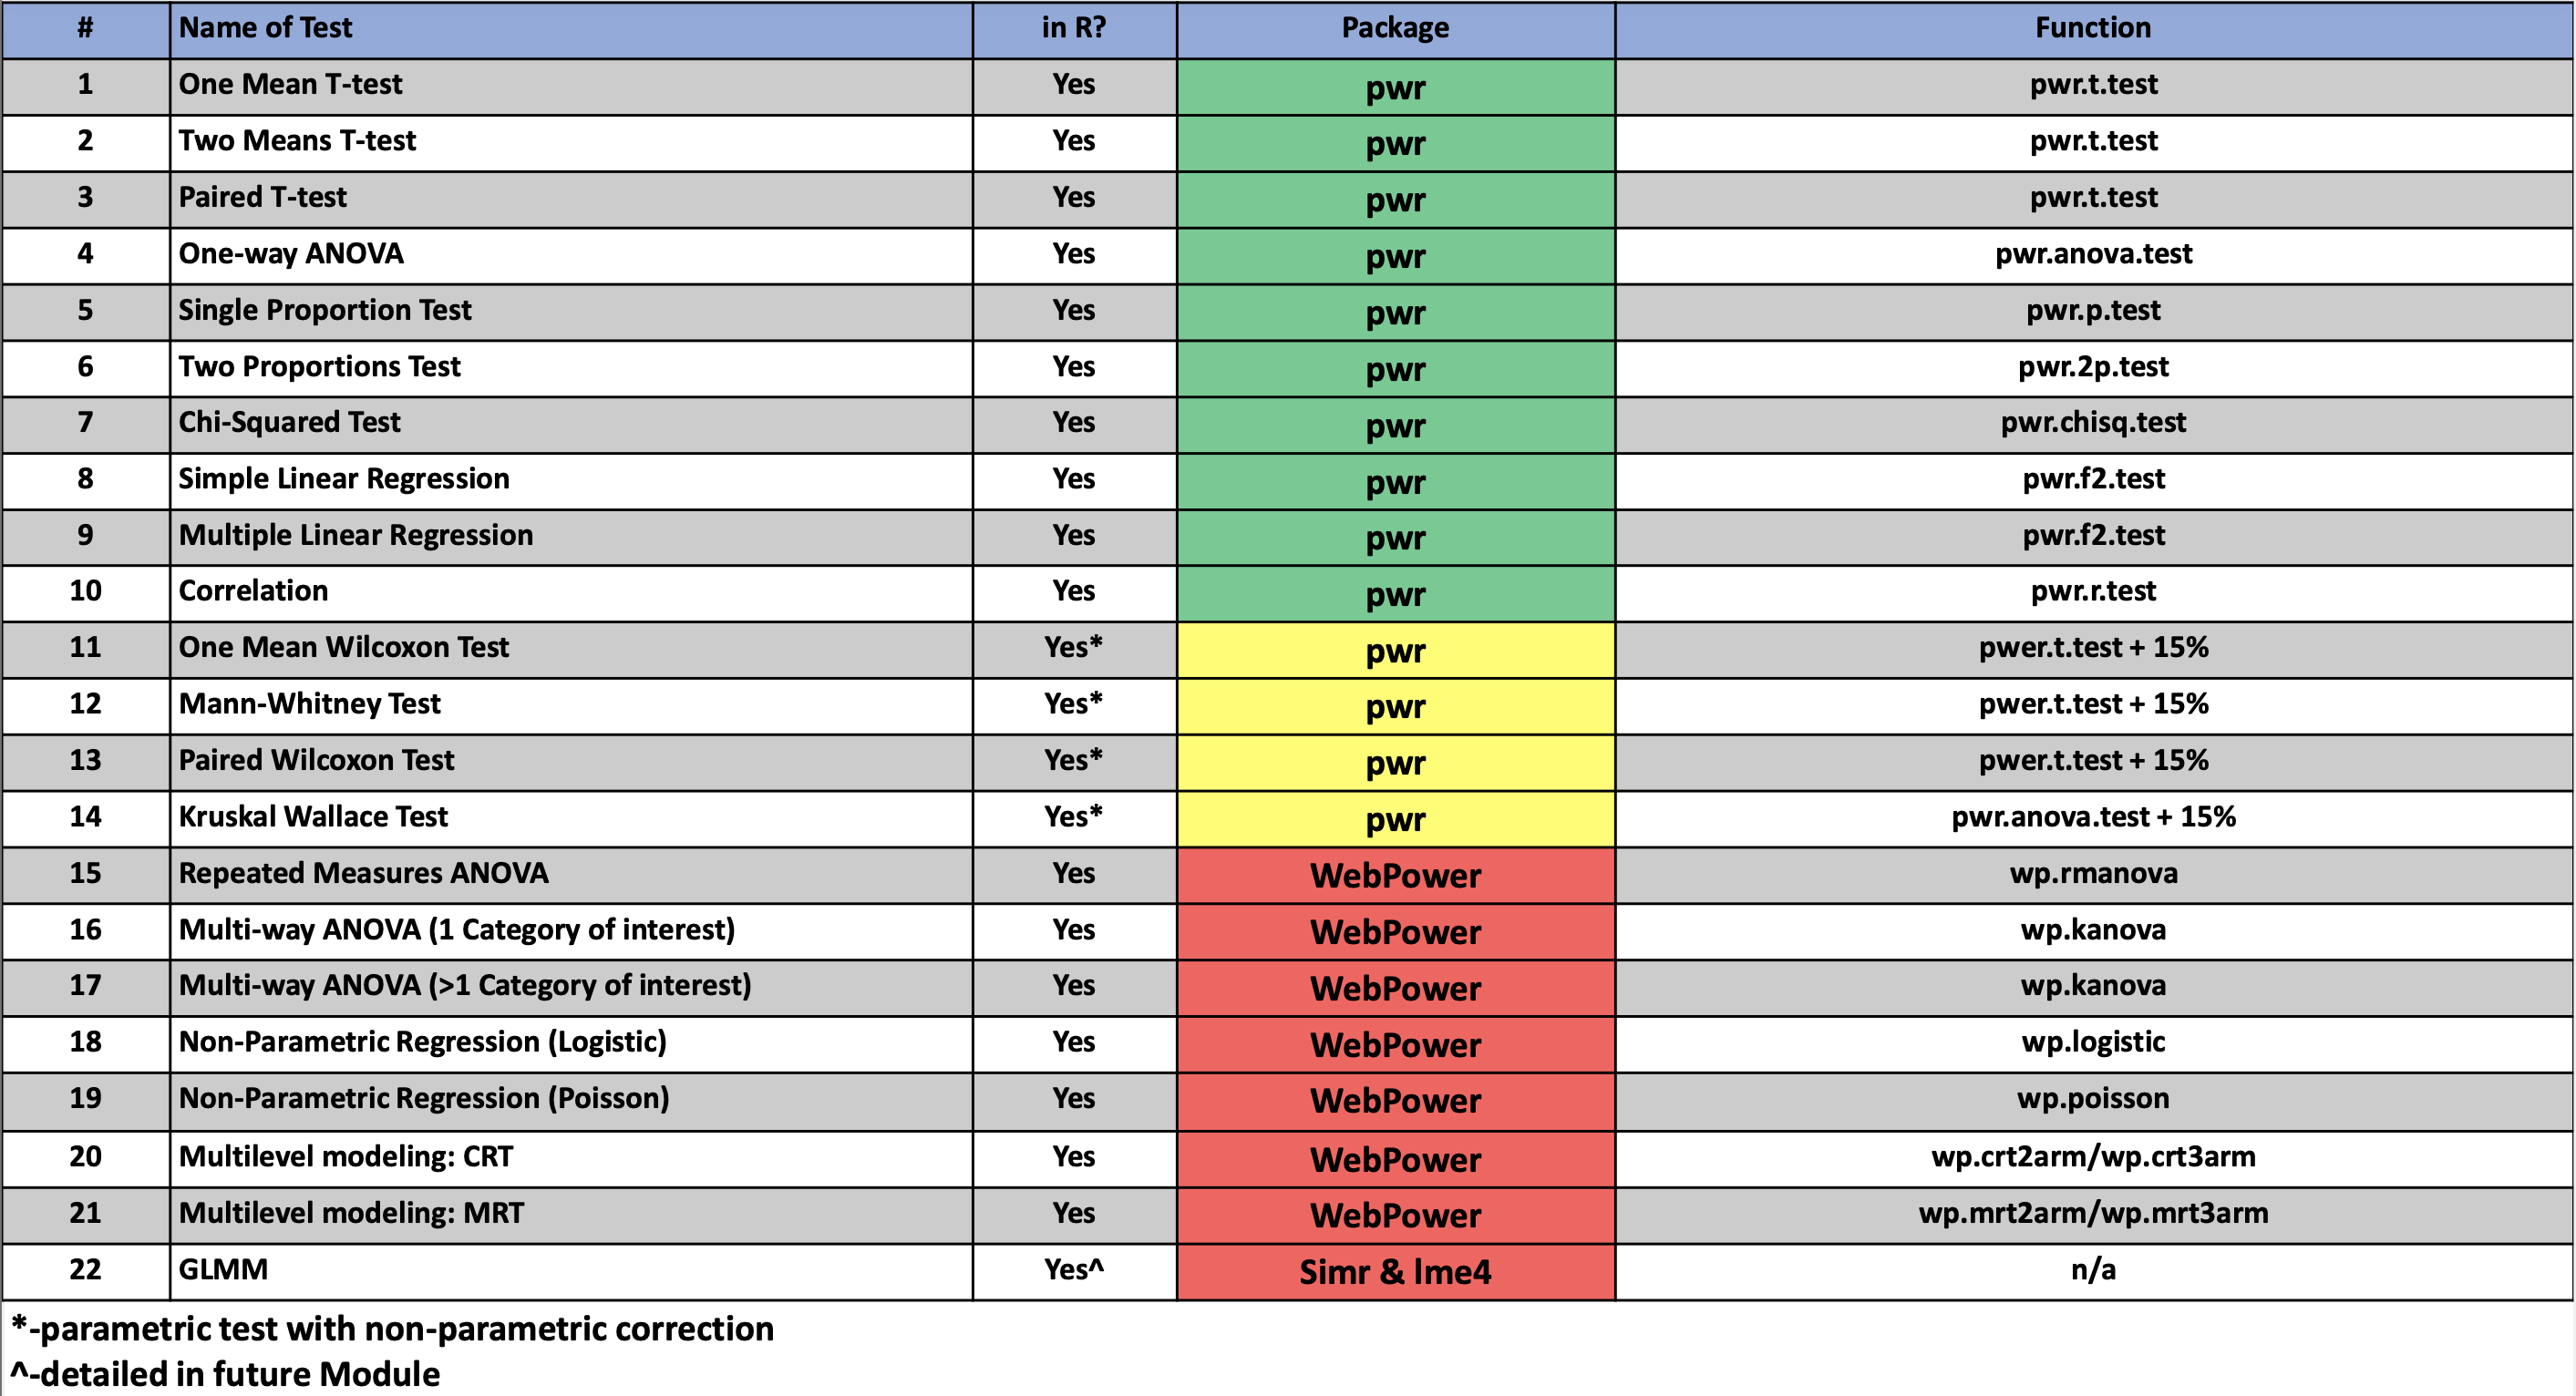 # Name of Test in R? Package Function
1 One Mean T-test Yes pwr pwr.t.test
2 Two Means T-test Yes pwr pwr.t.test
3 Paired T-test Yes pwr pwr.t.test
4 One-way ANOVA Yes pwr pwr.anova.test
5 Single Proportion Test Yes pwr pwr.p.test
6 Two Proportions Test Yes pwr pwr.2p.test
7 Chi-Squared Test Yes pwr pwr.chisq.test
8 Simple Linear Regression Yes pwr pwr.f2.test
9 Multiple Linear Regression Yes pwr pwr.f2.test
10 Correlation Yes pwr pwr.r.test
11 One Mean Wilcoxon Test Yes* pwr pwer.t.test + 15%
12 Mann-Whitney Test Yes* pwr pwer.t.test + 15%
13 Paired Wilcoxon Test Yes* pwr pwer.t.test + 15%
14 Kruskal Wallace Test Yes* pwr pwr.anova.test + 15%
15 Repeated Measures ANOVA Yes WebPower wp.rmanova
16 Multi-way ANOVA (1 Category of interest) Yes WebPower wp.kanova
17 Multi-way ANOVA (>1 Category of interest) Yes WebPower wp.kanova
18 Non-Parametric Regression (Logistic) Yes WebPower wp.logistic
19 Non-Parametric Regression (Poisson) Yes WebPower wp.poisson
20 Multilevel modeling: CRT Yes WebPower wp.crt2arm/wp.crt3arm
21 Multilevel modeling: MRT Yes WebPower wp.mrt2arm/wp.mrt3arm
22 GLMM Yes^ Simr & lme4 n/a
*-parametric test with non-parametric correction
^-detailed in future Module